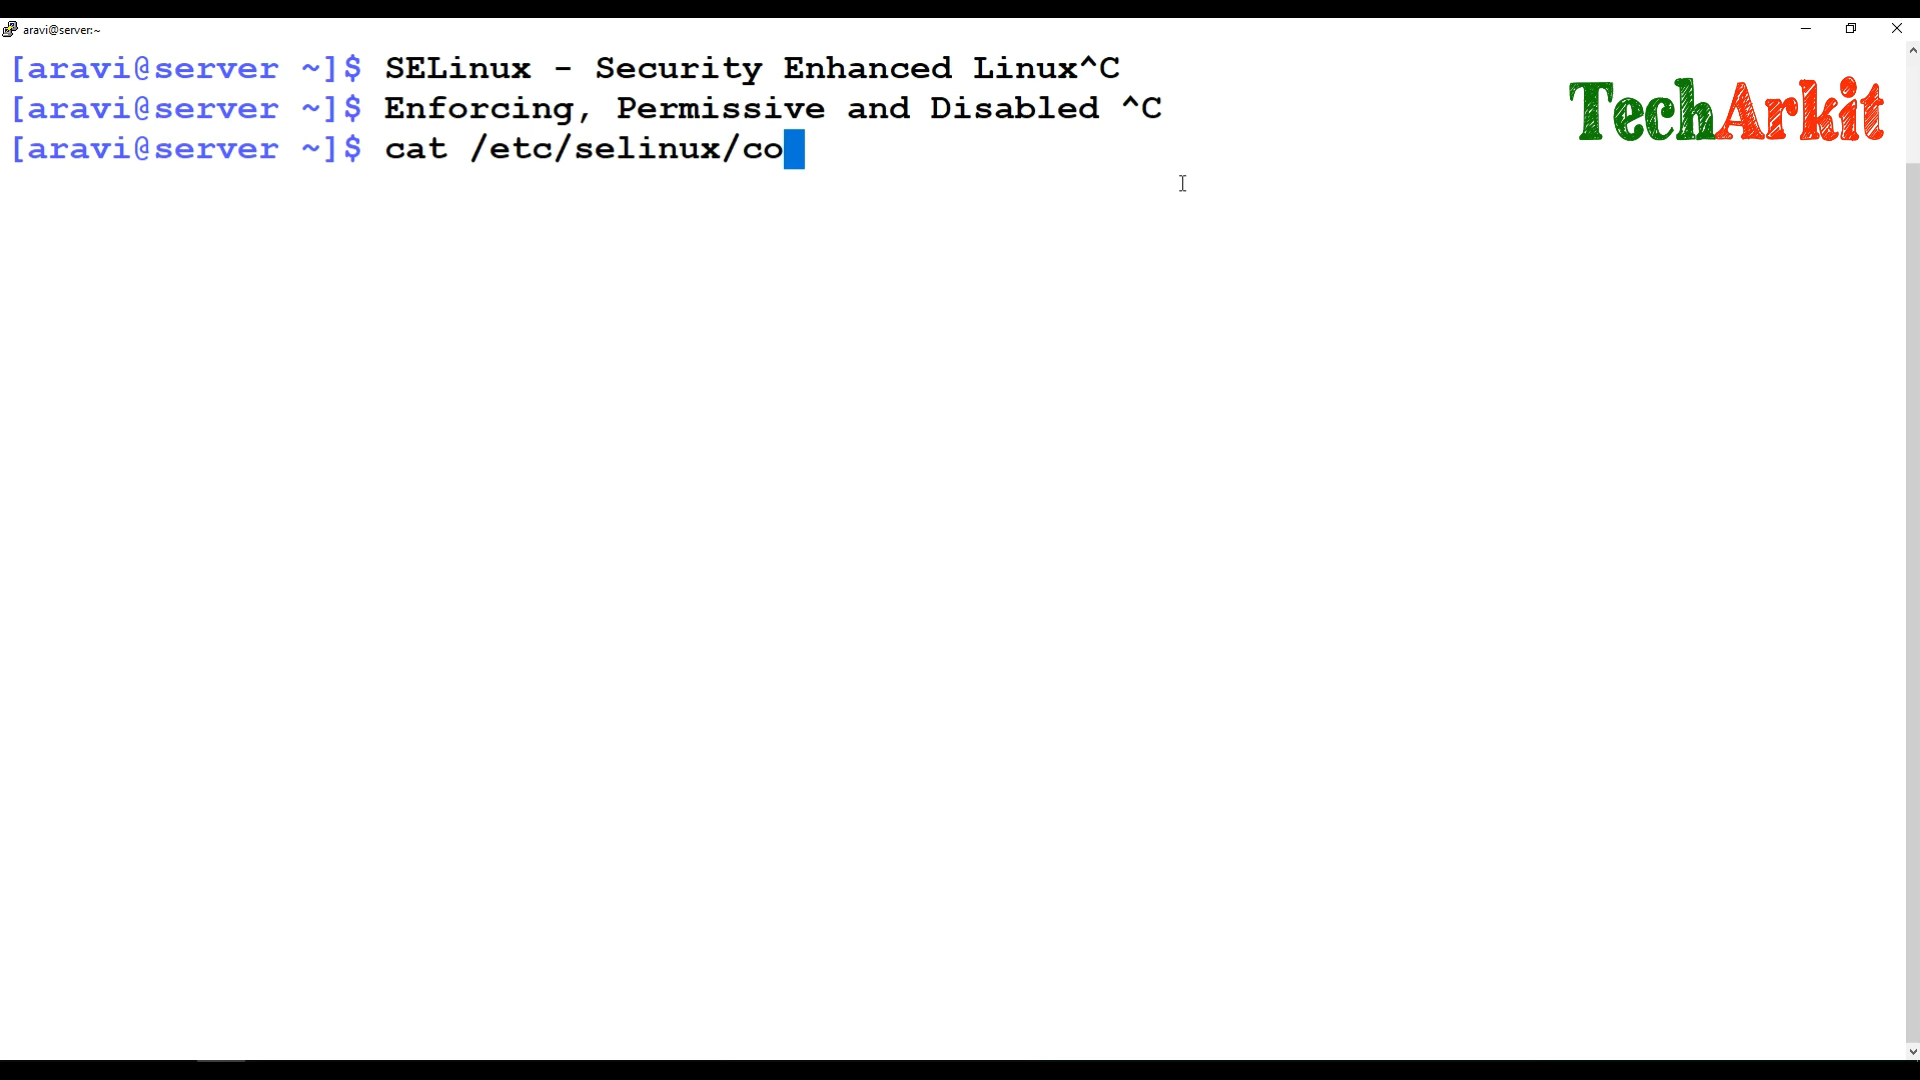 aravi@server:~
[aravi@server ~]$ SELinux - Security Enhanced Linux^C
[aravi@server ~]$ Enforcing, Permissive and Disabled ^C
[aravi@server ~]$ cat /etc/selinux/co
TechArkit